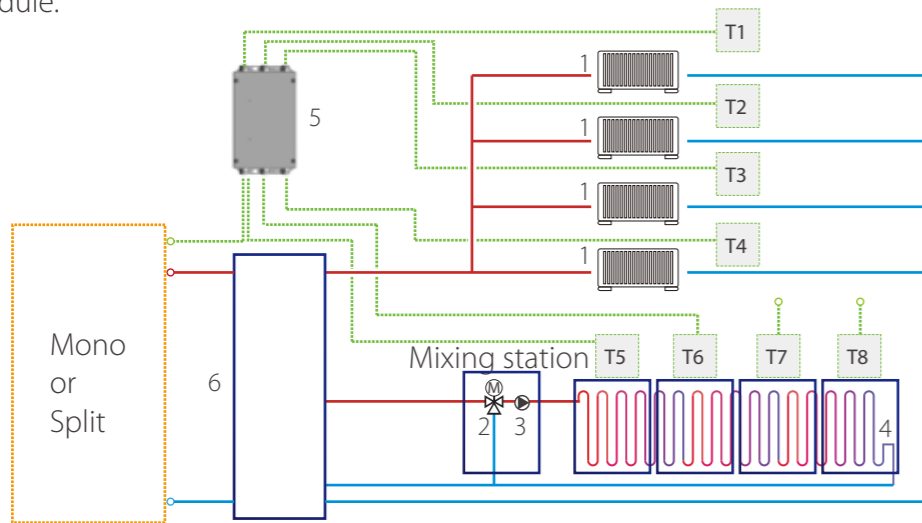 dule.
T1
1
T2
5
1
T3
1
T4
1
Mono
or
Split
6
Mixing station
T5
T6
T7
T8
M
2
3
4